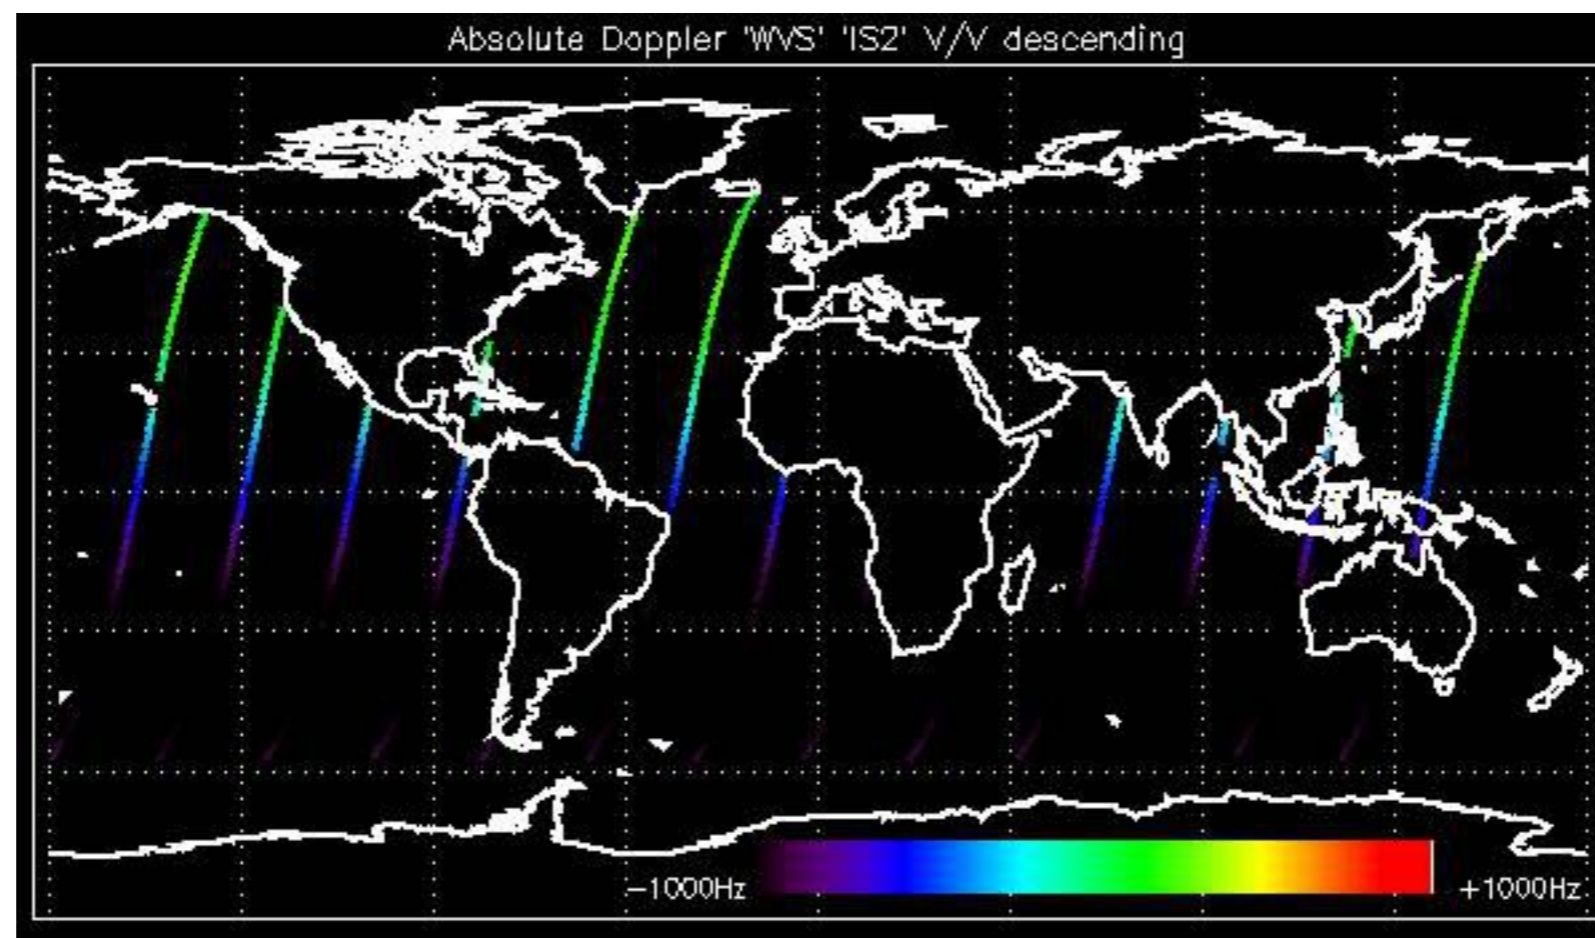 Absolute Doppler 'WVS' 'IS2' V/V descending
−1000Hz +1000Hz